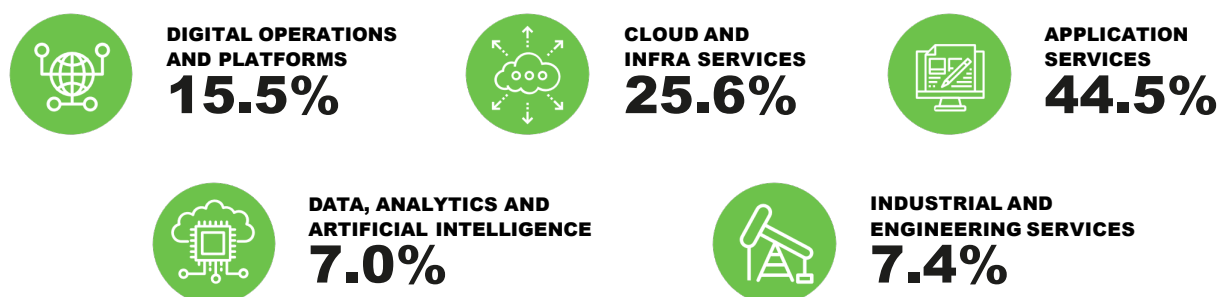 DIGITAL OPERATIONS
AND PLATFORMS
15.5%
CLOUD AND
INFRA SERVICES
25.6%
APPLICATION
SERVICES
44.5%
DATA, ANALYTICS AND
ARTIFICIAL INTELLIGENCE
7.0%
INDUSTRIAL AND
ENGINEERING SERVICES
7.4%